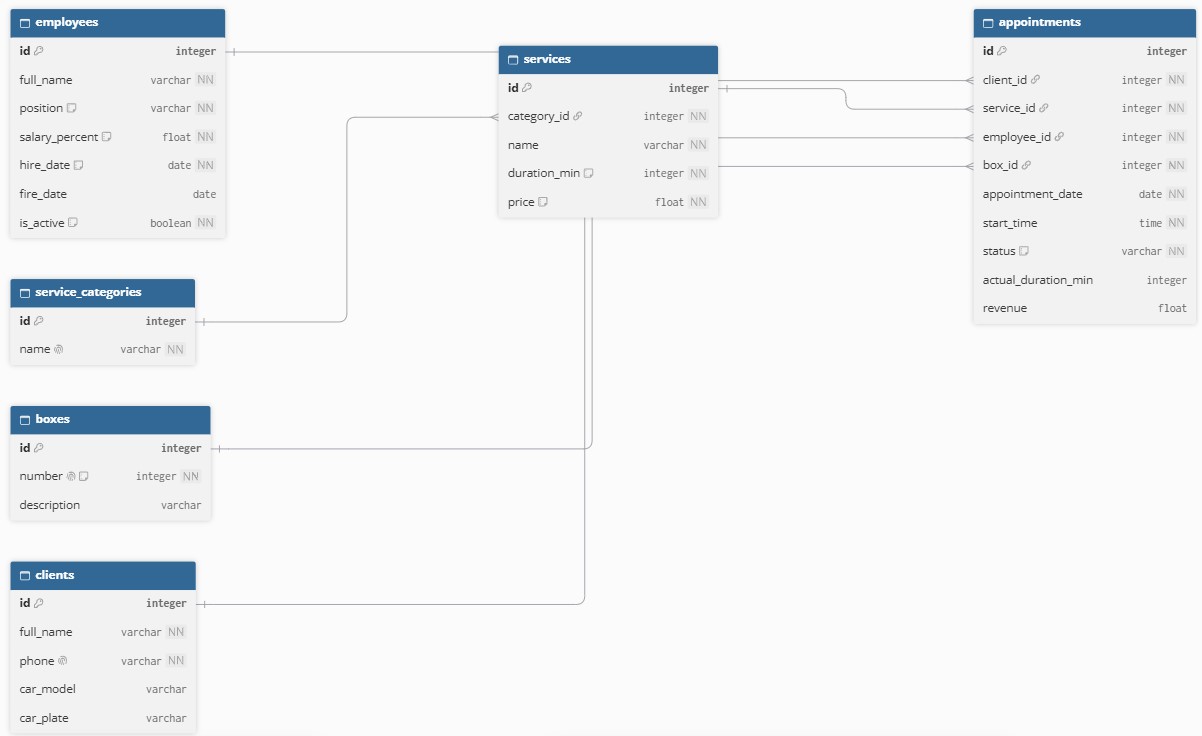 employees
id integer
full_name varchar NN
position varchar NN
salary_percent float NN
hire_date date NN
fire_date date
is_active boolean NN
service_categories
id integer
name varchar NN
boxes
id integer
number integer NN
description varchar
clients
id integer
full_name varchar NN
phone varchar NN
car_model varchar
car_plate varchar
services
id integer
category_id integer NN
name varchar NN
duration_min integer NN
price float NN
appointments
id integer
client_id integer NN
service_id integer NN
employee_id integer NN
box_id integer NN
appointment_date date NN
start_time time NN
status varchar NN
actual_duration_min integer
revenue float